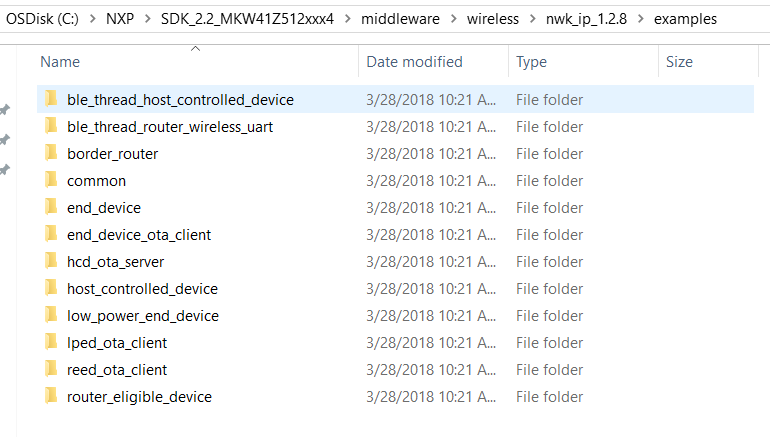 OSDisk (C:) > NXP > SDK_2.2_MKW41Z512xxx4 > middleware > wireless > nwk_ip_1.2.8 > examples
Name Date modified Type Size
ble_thread_host_controlled_device 3/28/2018 10:21 A... File folder
ble_thread_router_wireless_uart 3/28/2018 10:21 A... File folder
border_router 3/28/2018 10:21 A... File folder
common 3/28/2018 10:21 A... File folder
end_device 3/28/2018 10:21 A... File folder
end_device_ota_client 3/28/2018 10:21 A... File folder
hcd_ota_server 3/28/2018 10:21 A... File folder
host_controlled_device 3/28/2018 10:21 A... File folder
low_power_end_device 3/28/2018 10:21 A... File folder
lped_ota_client 3/28/2018 10:21 A... File folder
reed_ota_client 3/28/2018 10:21 A... File folder
router_eligible_device 3/28/2018 10:21 A... File folder